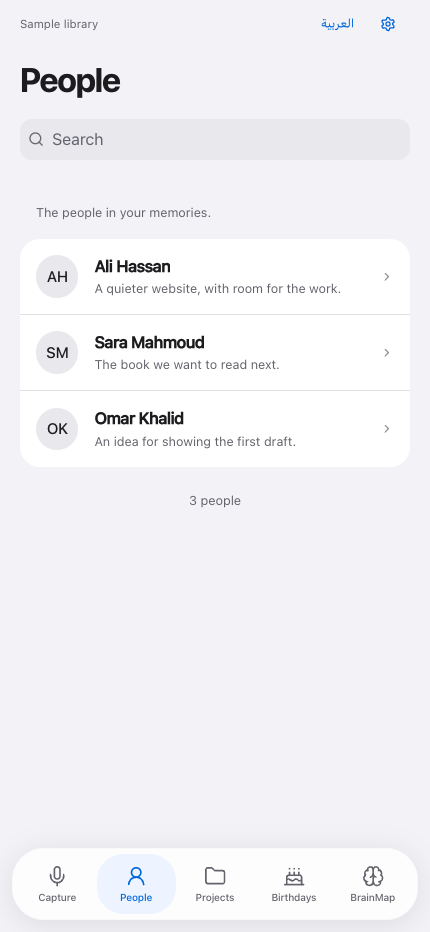 Sample library
العربية
People
Search
The people in your memories.
AH
Ali Hassan
A quieter website, with room for the work.
SM
Sara Mahmoud
The book we want to read next.
OK
Omar Khalid
An idea for showing the first draft.
3 people
Capture
People
Projects
Birthdays
BrainMap